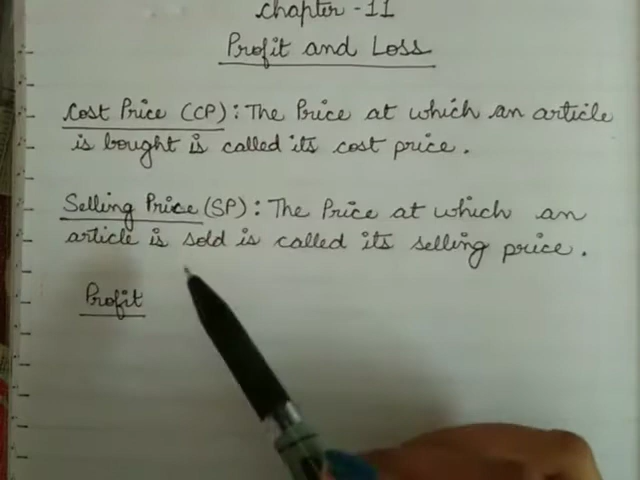 Chapter - 11
Profit and Loss
Cost Price (CP) : The Price at which an article
is bought is called its cost price.
Selling Price (SP) : The Price at which an
article is sold is called its selling price.
Profit